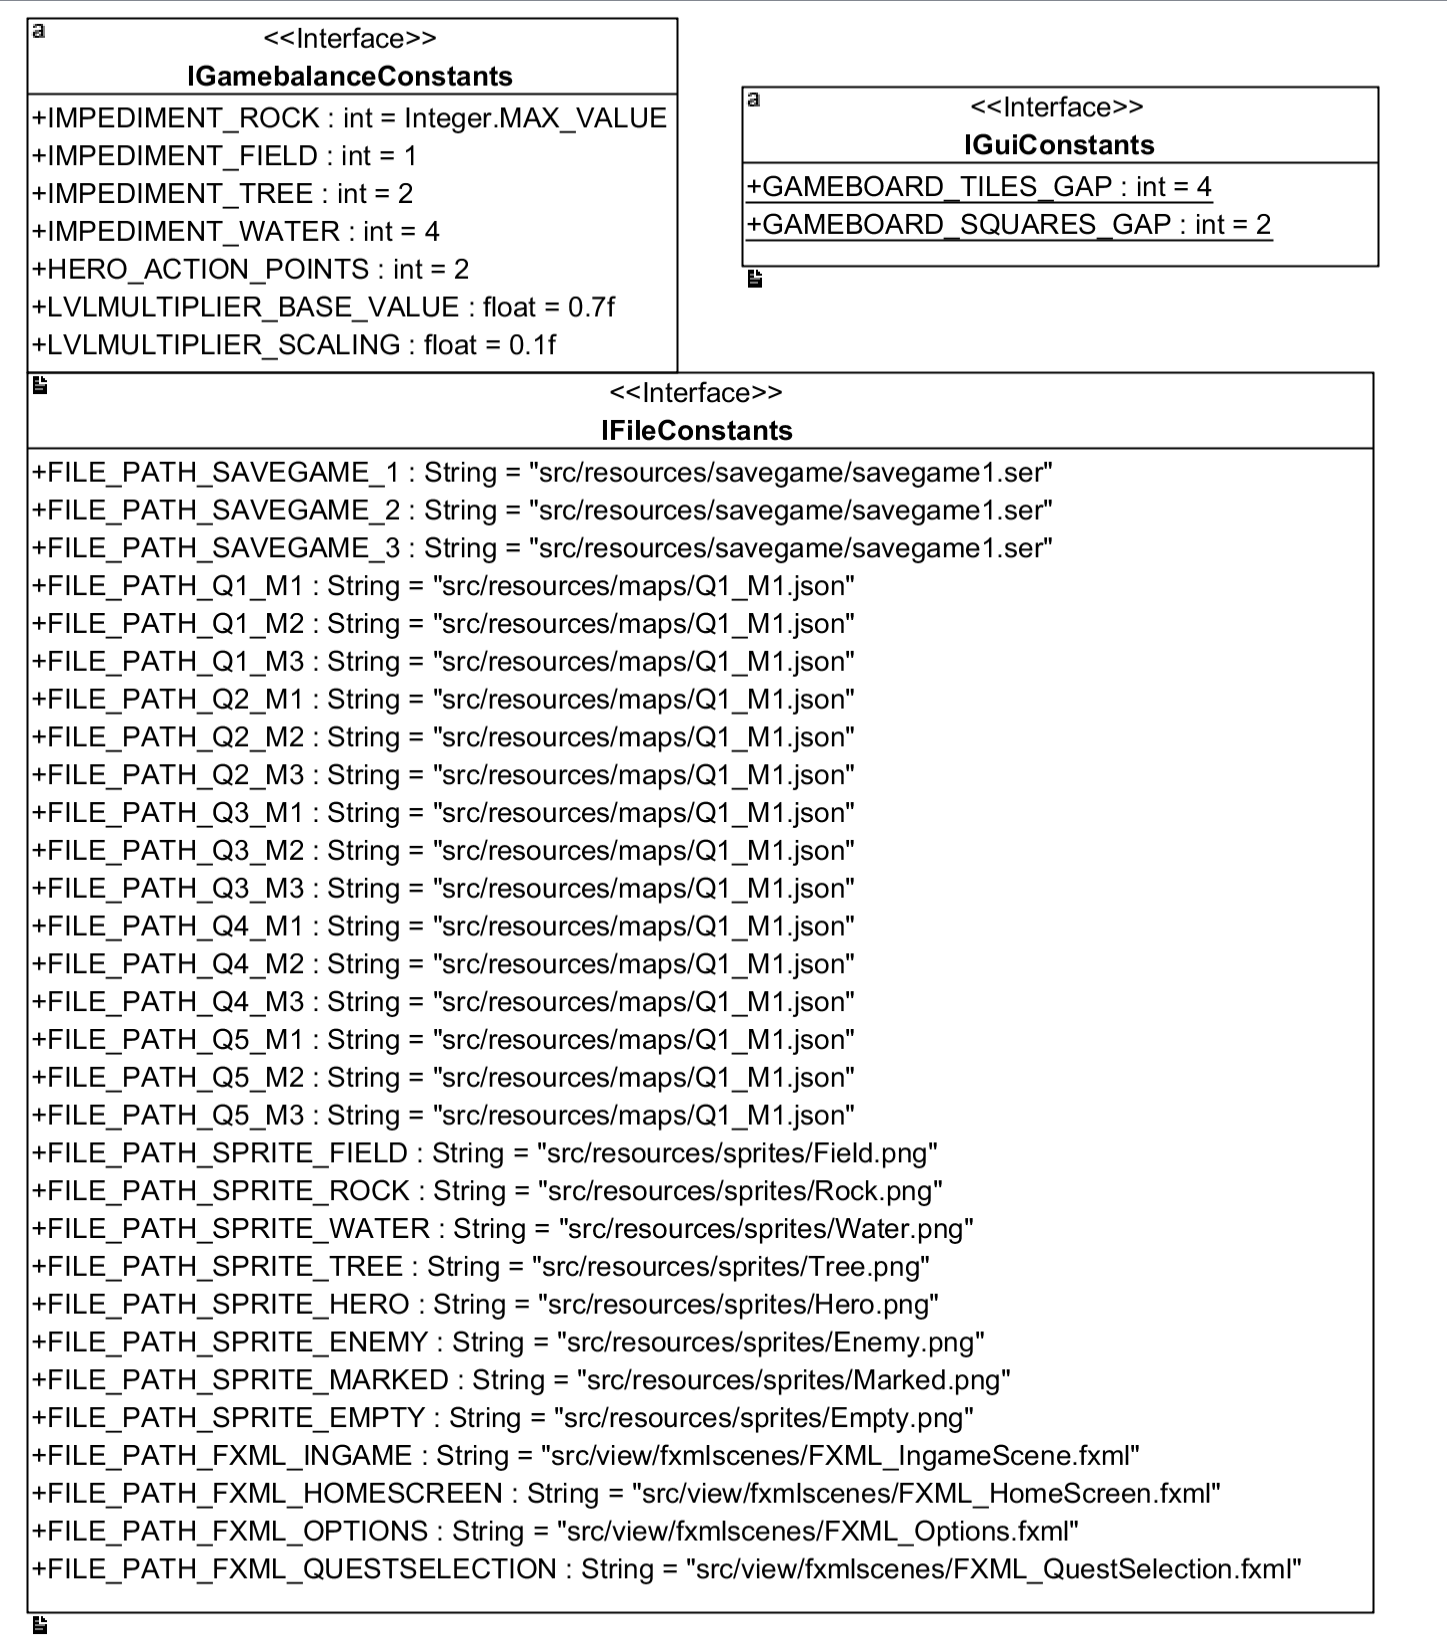 a
<<Interface>>
IGamebalanceConstants
+IMPEDIMENT_ROCK : int = Integer.MAX_VALUE
+IMPEDIMENT_FIELD : int = 1
+IMPEDIMENT_TREE : int = 2
+IMPEDIMENT_WATER : int = 4
+HERO_ACTION_POINTS : int = 2
+LVLMULTIPLIER_BASE_VALUE : float = 0.7f
+LVLMULTIPLIER_SCALING : float = 0.1f
a
<<Interface>>
IGuiConstants
+GAMEBOARD_TILES_GAP : int = 4
+GAMEBOARD_SQUARES_GAP : int = 2
<<Interface>>
IFileConstants
+FILE_PATH_SAVEGAME_1 : String = "src/resources/savegame/savegame1.ser"
+FILE_PATH_SAVEGAME_2 : String = "src/resources/savegame/savegame1.ser"
+FILE_PATH_SAVEGAME_3 : String = "src/resources/savegame/savegame1.ser"
+FILE_PATH_Q1_M1 : String = "src/resources/maps/Q1_M1.json"
+FILE_PATH_Q1_M2 : String = "src/resources/maps/Q1_M1.json"
+FILE_PATH_Q1_M3 : String = "src/resources/maps/Q1_M1.json"
+FILE_PATH_Q2_M1 : String = "src/resources/maps/Q1_M1.json"
+FILE_PATH_Q2_M2 : String = "src/resources/maps/Q1_M1.json"
+FILE_PATH_Q2_M3 : String = "src/resources/maps/Q1_M1.json"
+FILE_PATH_Q3_M1 : String = "src/resources/maps/Q1_M1.json"
+FILE_PATH_Q3_M2 : String = "src/resources/maps/Q1_M1.json"
+FILE_PATH_Q3_M3 : String = "src/resources/maps/Q1_M1.json"
+FILE_PATH_Q4_M1 : String = "src/resources/maps/Q1_M1.json"
+FILE_PATH_Q4_M2 : String = "src/resources/maps/Q1_M1.json"
+FILE_PATH_Q4_M3 : String = "src/resources/maps/Q1_M1.json"
+FILE_PATH_Q5_M1 : String = "src/resources/maps/Q1_M1.json"
+FILE_PATH_Q5_M2 : String = "src/resources/maps/Q1_M1.json"
+FILE_PATH_Q5_M3 : String = "src/resources/maps/Q1_M1.json"
+FILE_PATH_SPRITE_FIELD : String = "src/resources/sprites/Field.png"
+FILE_PATH_SPRITE_ROCK : String = "src/resources/sprites/Rock.png"
+FILE_PATH_SPRITE_WATER : String = "src/resources/sprites/Water.png"
+FILE_PATH_SPRITE_TREE : String = "src/resources/sprites/Tree.png"
+FILE_PATH_SPRITE_HERO : String = "src/resources/sprites/Hero.png"
+FILE_PATH_SPRITE_ENEMY : String = "src/resources/sprites/Enemy.png"
+FILE_PATH_SPRITE_MARKED : String = "src/resources/sprites/Marked.png"
+FILE_PATH_SPRITE_EMPTY : String = "src/resources/sprites/Empty.png"
+FILE_PATH_FXML_INGAME : String = "src/view/fxmlscenes/FXML_IngameScene.fxml"
+FILE_PATH_FXML_HOMESCREEN : String = "src/view/fxmlscenes/FXML_HomeScreen.fxml"
+FILE_PATH_FXML_OPTIONS : String = "src/view/fxmlscenes/FXML_Options.fxml"
+FILE_PATH_FXML_QUESTSELECTION : String = "src/view/fxmlscenes/FXML_QuestSelection.fxml"